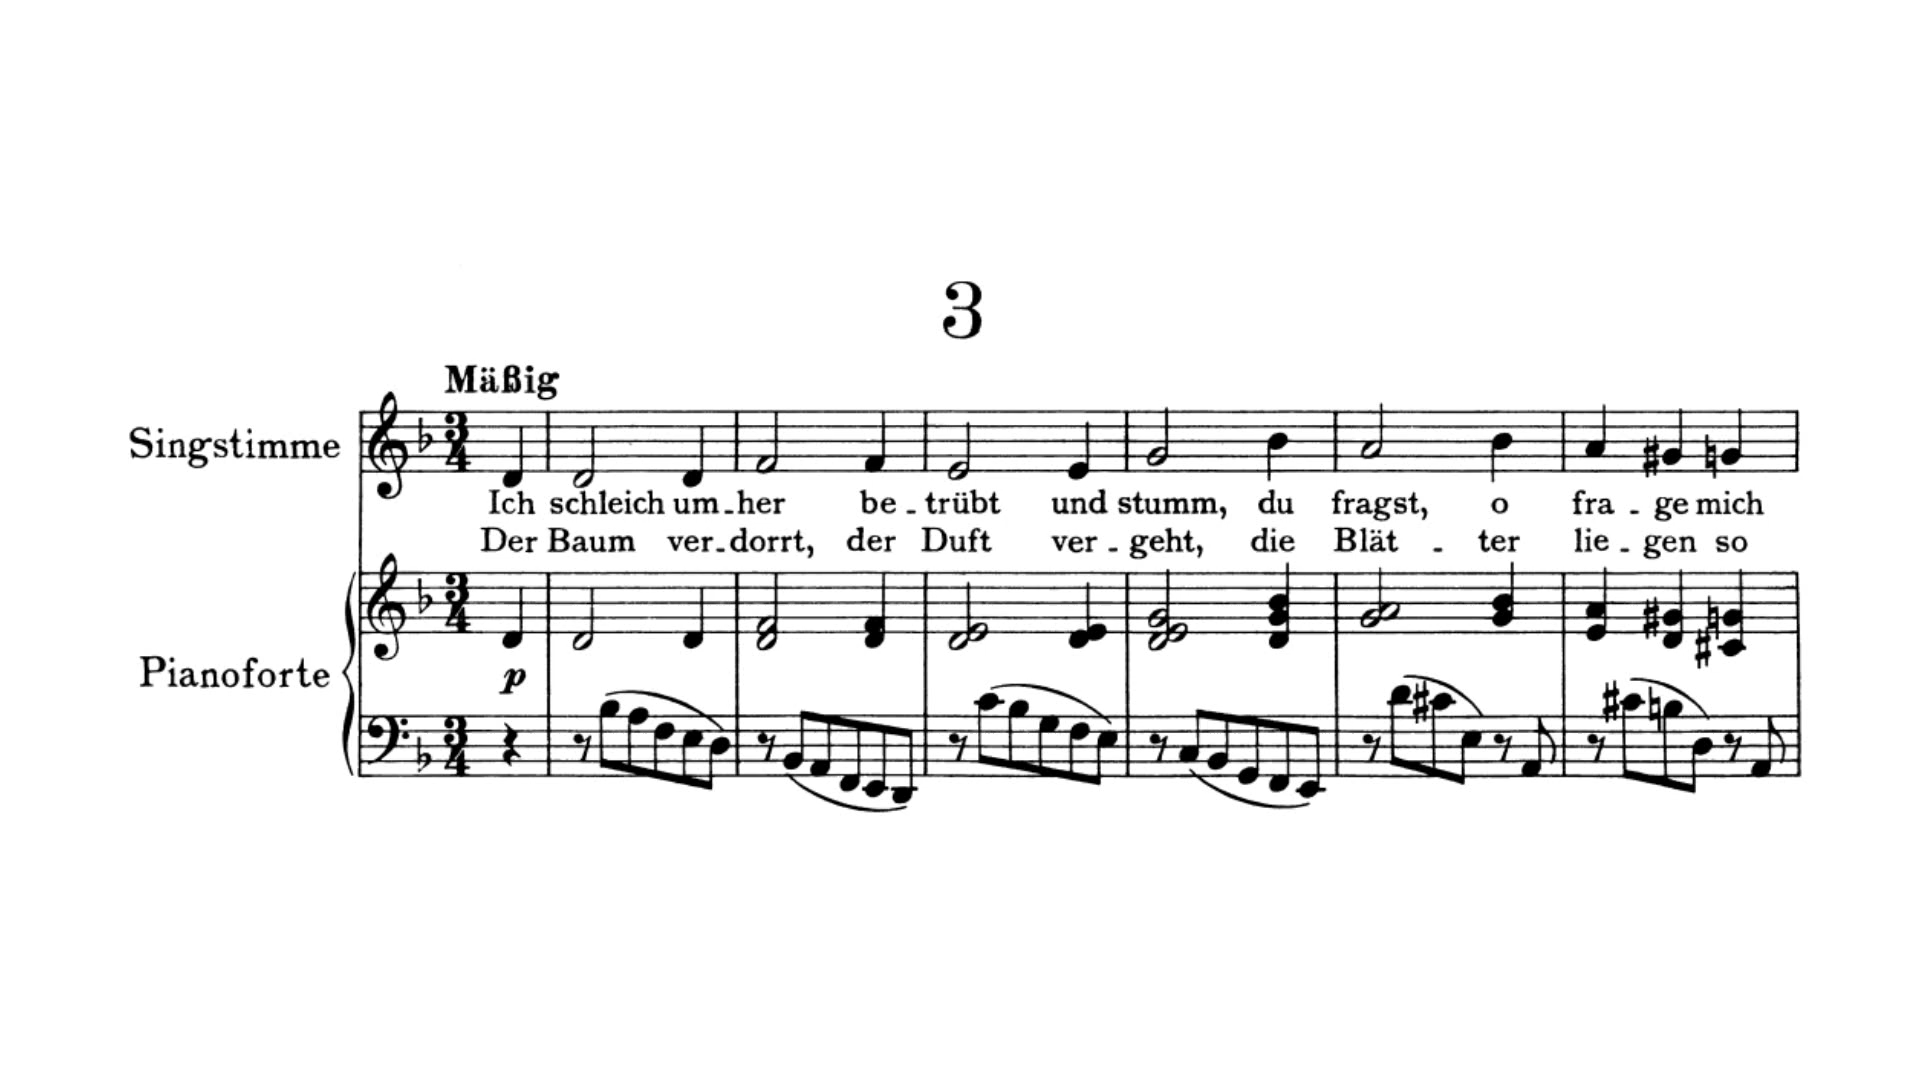 3
Mäßig
Singstimme
Ich schleich um-her be-trübt und stumm, du fragst, o fra-ge mich
Der Baum ver-dorrt, der Duft ver-geht, die Blät-ter lie-gen so
Pianoforte
p